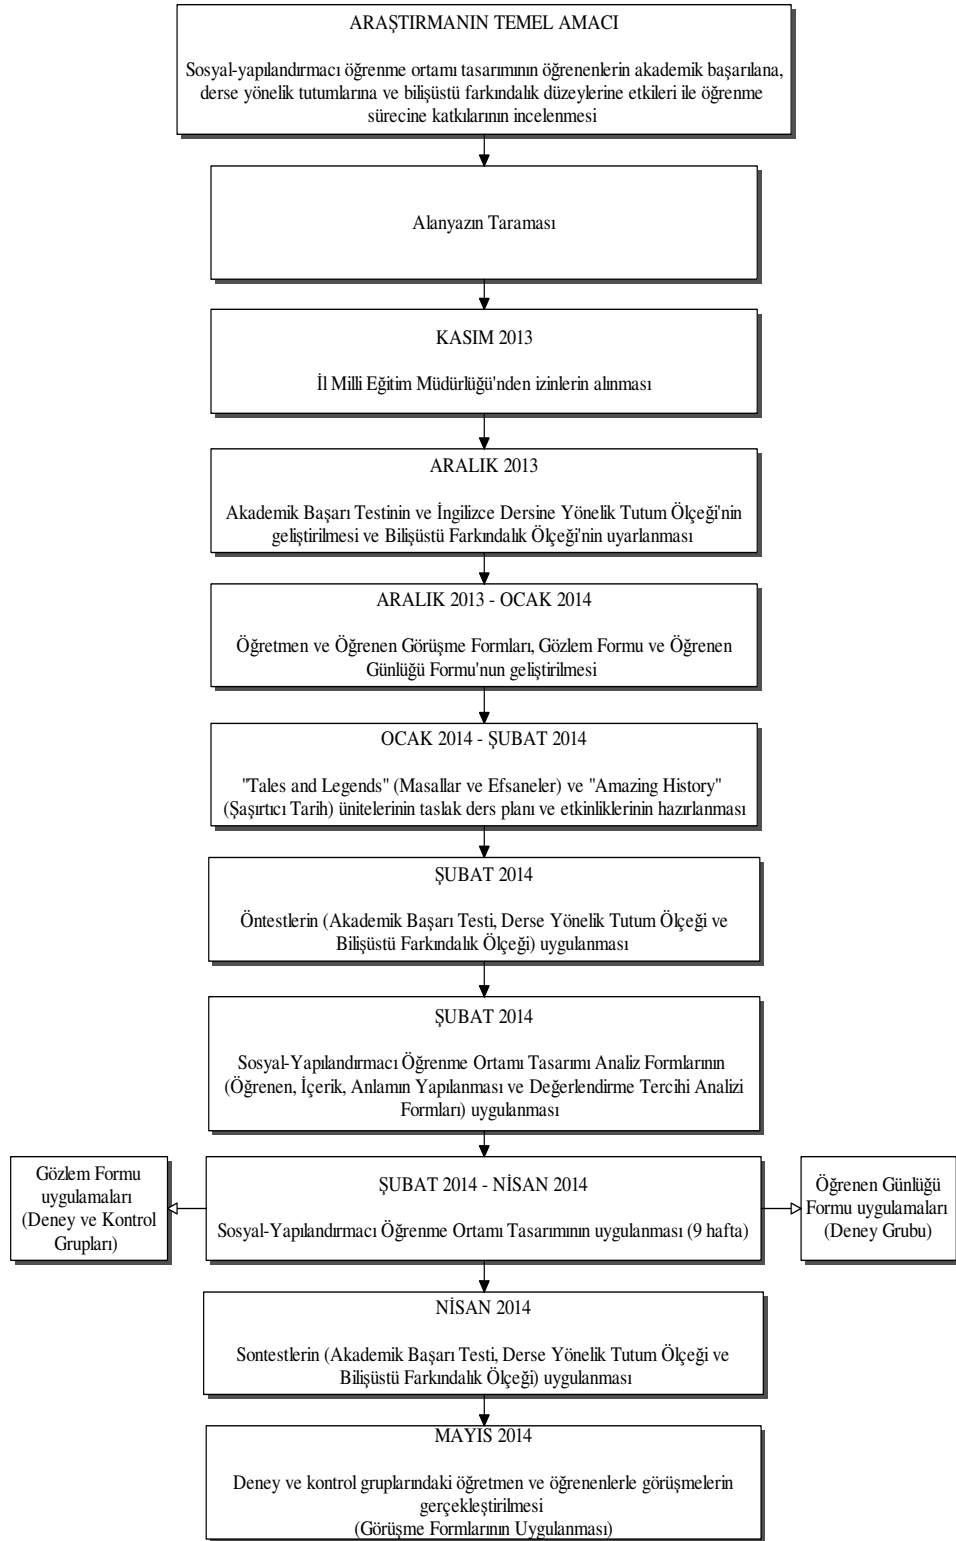 ARAŞTIRMANIN TEMEL AMACI
Sosyal-yapılandırmacı öğrenme ortamı tasarımının öğrenenlerin akademik başarılana,
derse yönelik tutumlarına ve bilişüstü farkındalık düzeylerine etkileri ile öğrenme
sürecine katkılarının incelenmesi
Alanyazın Taraması
KASIM 2013
İl Milli Eğitim Müdürlüğü'nden izinlerin alınması
ARALIK 2013
Akademik Başarı Testinin ve İngilizce Dersine Yönelik Tutum Ölçeği'nin
geliştirilmesi ve Bilişüstü Farkındalık Ölçeği'nin uyarlanması
ARALIK 2013 - OCAK 2014
Öğretmen ve Öğrenen Görüşme Formları, Gözlem Formu ve Öğrenen
Günlüğü Formu'nun geliştirilmesi
OCAK 2014 - ŞUBAT 2014
"Tales and Legends" (Masallar ve Efsaneler) ve "Amazing History"
(Şaşırtıcı Tarih) ünitelerinin taslak ders planı ve etkinliklerinin hazırlanması
ŞUBAT 2014
Öntestlerin (Akademik Başarı Testi, Derse Yönelik Tutum Ölçeği ve
Bilişüstü Farkındalık Ölçeği) uygulanması
ŞUBAT 2014
Sosyal-Yapılandırmacı Öğrenme Ortamı Tasarımı Analiz Formlarının
(Öğrenen, İçerik, Anlamın Yapılanması ve Değerlendirme Tercihi Analizi
Formları) uygulanması
Gözlem Formu
uygulamaları
(Deney ve Kontrol
Grupları)
ŞUBAT 2014 - NİSAN 2014
Sosyal-Yapılandırmacı Öğrenme Ortamı Tasarımının uygulanması (9 hafta)
Öğrenen Günlüğü
Formu uygulamaları
(Deney Grubu)
NİSAN 2014
Sontestlerin (Akademik Başarı Testi, Derse Yönelik Tutum Ölçeği ve
Bilişüstü Farkındalık Ölçeği) uygulanması
MAYIS 2014
Deney ve kontrol gruplarındaki öğretmen ve öğrenenlerle görüşmelerin
gerçekleştirilmesi
(Görüşme Formlarının Uygulanması)